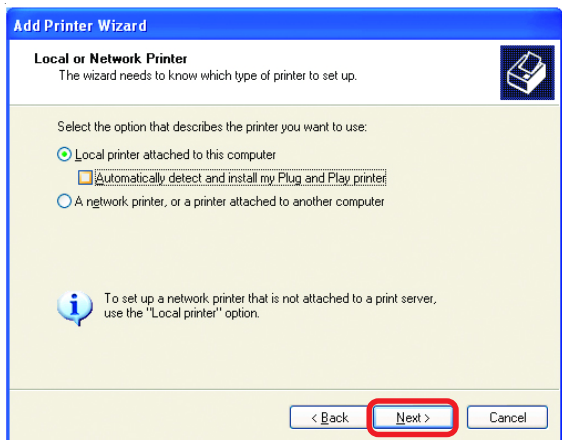 Add Printer Wizard
Local or Network Printer
The wizard needs to know which type of printer to set up.
Select the option that describes the printer you want to use:
Local printer attached to this computer
Automatically detect and install my Plug and Play printer
A network printer, or a printer attached to another computer
To set up a network printer that is not attached to a print server,
use the "Local printer" option.
< Back Next > Cancel